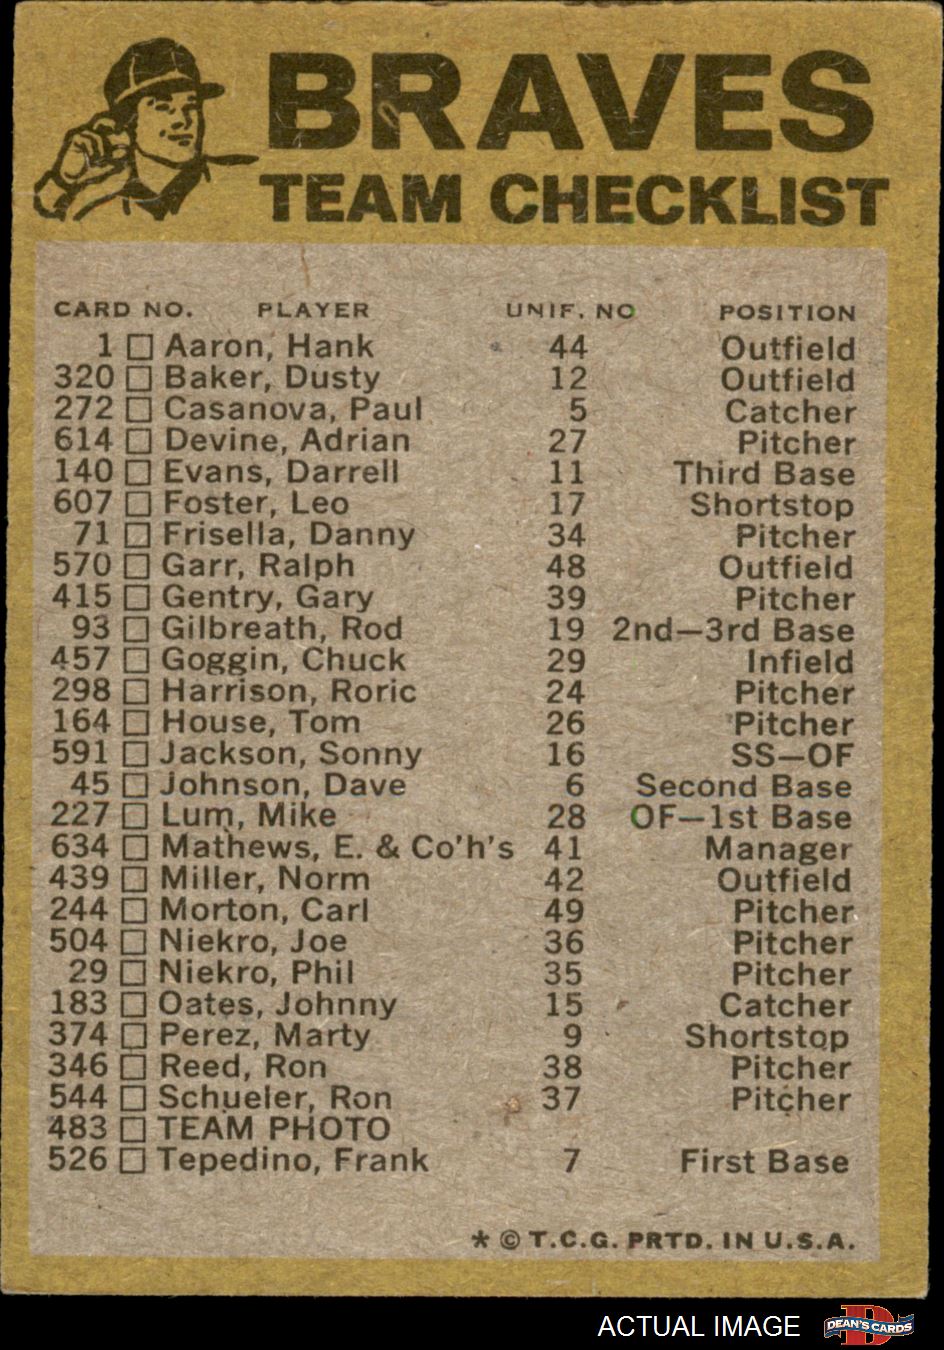 BRAVES
TEAM CHECKLIST
CARD NO. PLAYER UNIF. NO POSITION
1 □ Aaron, Hank 44 Outfield
320 □ Baker, Dusty 12 Outfield
272 □ Casanova, Paul 5 Catcher
614 □ Devine, Adrian 27 Pitcher
140 □ Evans, Darrell 11 Third Base
607 □ Foster, Leo 17 Shortstop
71 □ Frisella, Danny 34 Pitcher
570 □ Garr, Ralph 48 Outfield
415 □ Gentry, Gary 39 Pitcher
93 □ Gilbreath, Rod 19 2nd—3rd Base
457 □ Goggin, Chuck 29 Infield
298 □ Harrison, Roric 24 Pitcher
164 □ House, Tom 26 Pitcher
591 □ Jackson, Sonny 16 SS—OF
45 □ Johnson, Dave 6 Second Base
227 □ Lum, Mike 28 OF—1st Base
634 □ Mathews, E. & Co'h's 41 Manager
439 □ Miller, Norm 42 Outfield
244 □ Morton, Carl 49 Pitcher
504 □ Niekro, Joe 36 Pitcher
29 □ Niekro, Phil 35 Pitcher
183 □ Oates, Johnny 15 Catcher
374 □ Perez, Marty 9 Shortstop
346 □ Reed, Ron 38 Pitcher
544 □ Schueler, Ron 37 Pitcher
483 □ TEAM PHOTO
526 □ Tepedino, Frank 7 First Base
* © T.C.G. PRTD. IN U.S.A.
ACTUAL IMAGE
D
DEAN'S CARDS